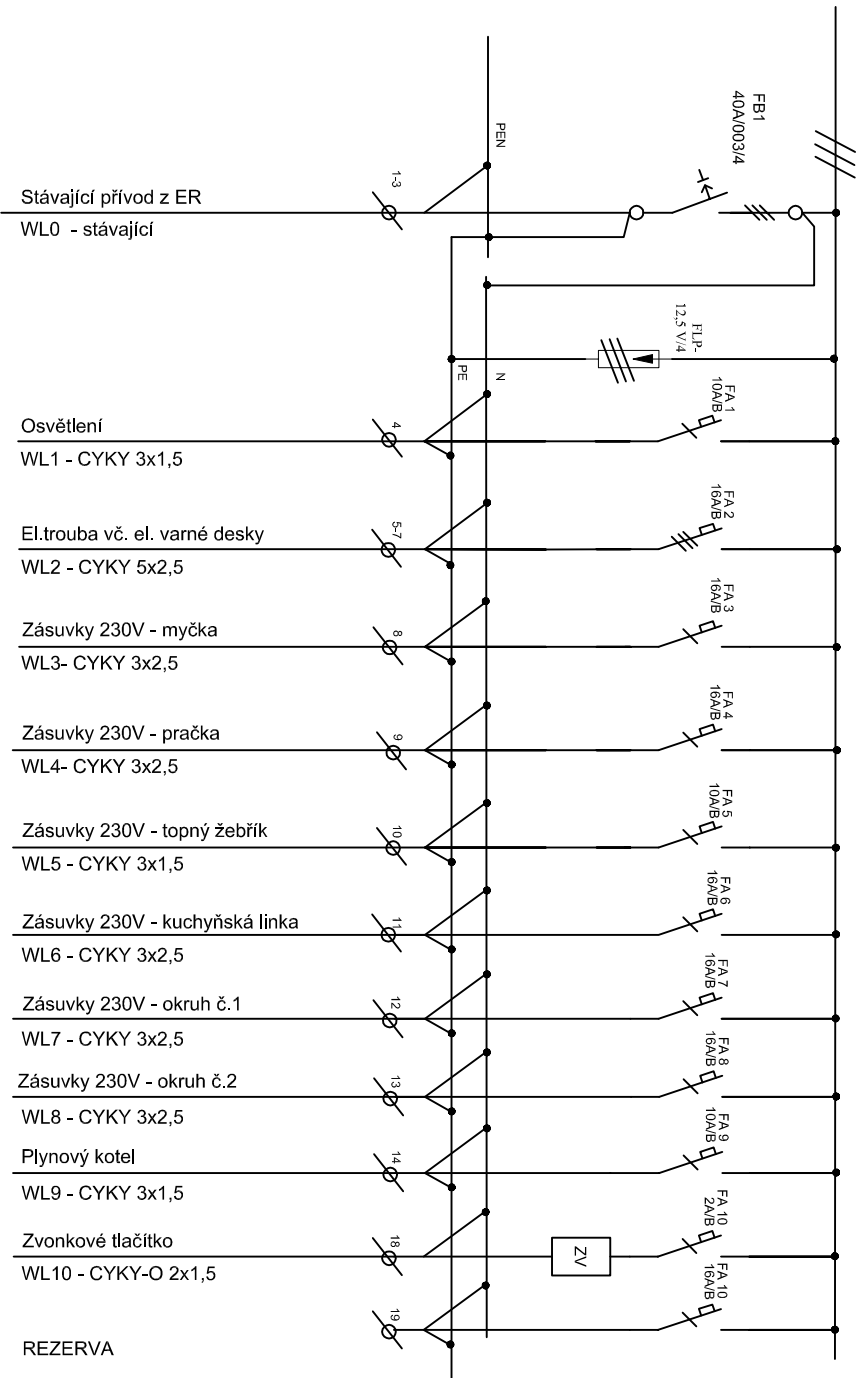 FB1
40A/003/4
PEN
1-3
Stávající přívod z ER
WL0 - stávající
FLP-
12,5 V/4
PE
N
FA 1
10A/B
4
Osvětlení
WL1 - CYKY 3x1,5
FA 2
16A/B
5-7
El.trouba vč. el. varné desky
WL2 - CYKY 5x2,5
FA 3
16A/B
8
Zásuvky 230V - myčka
WL3- CYKY 3x2,5
FA 4
16A/B
9
Zásuvky 230V - pračka
WL4- CYKY 3x2,5
FA 5
10A/B
10
Zásuvky 230V - topný žebřík
WL5 - CYKY 3x1,5
FA 6
16A/B
11
Zásuvky 230V - kuchyňská linka
WL6 - CYKY 3x2,5
FA 7
16A/B
12
Zásuvky 230V - okruh č.1
WL7 - CYKY 3x2,5
FA 8
16A/B
13
Zásuvky 230V - okruh č.2
WL8 - CYKY 3x2,5
FA 9
10A/B
14
Plynový kotel
WL9 - CYKY 3x1,5
FA 10
2A/B
ZV
18
Zvonkové tlačítko
WL10 - CYKY-O 2x1,5
FA 10
16A/B
19
REZERVA